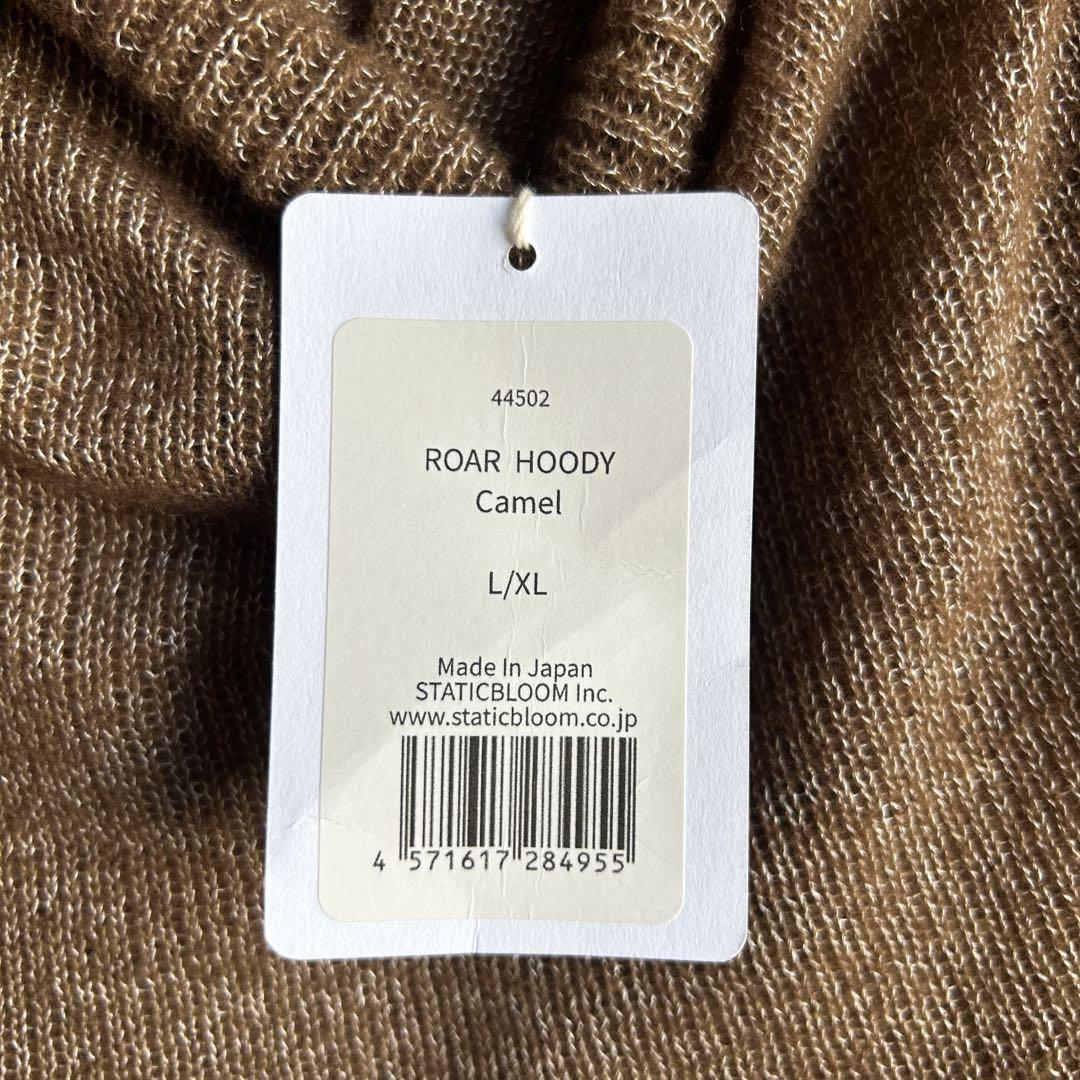 44502
ROAR HOODY
Camel
L/XL
Made In Japan
STATICBLOOM Inc.
www.staticbloom.co.jp
4 571617 284955